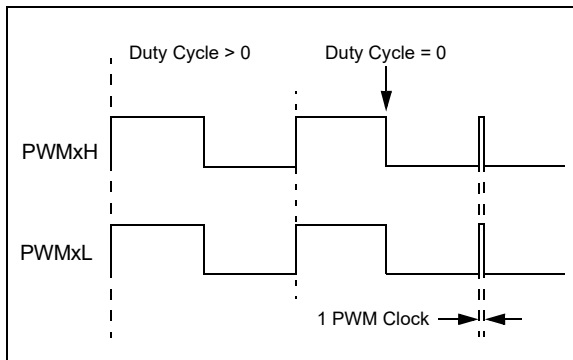 Duty Cycle > 0
Duty Cycle = 0
PWMxH
PWMxL
1 PWM Clock